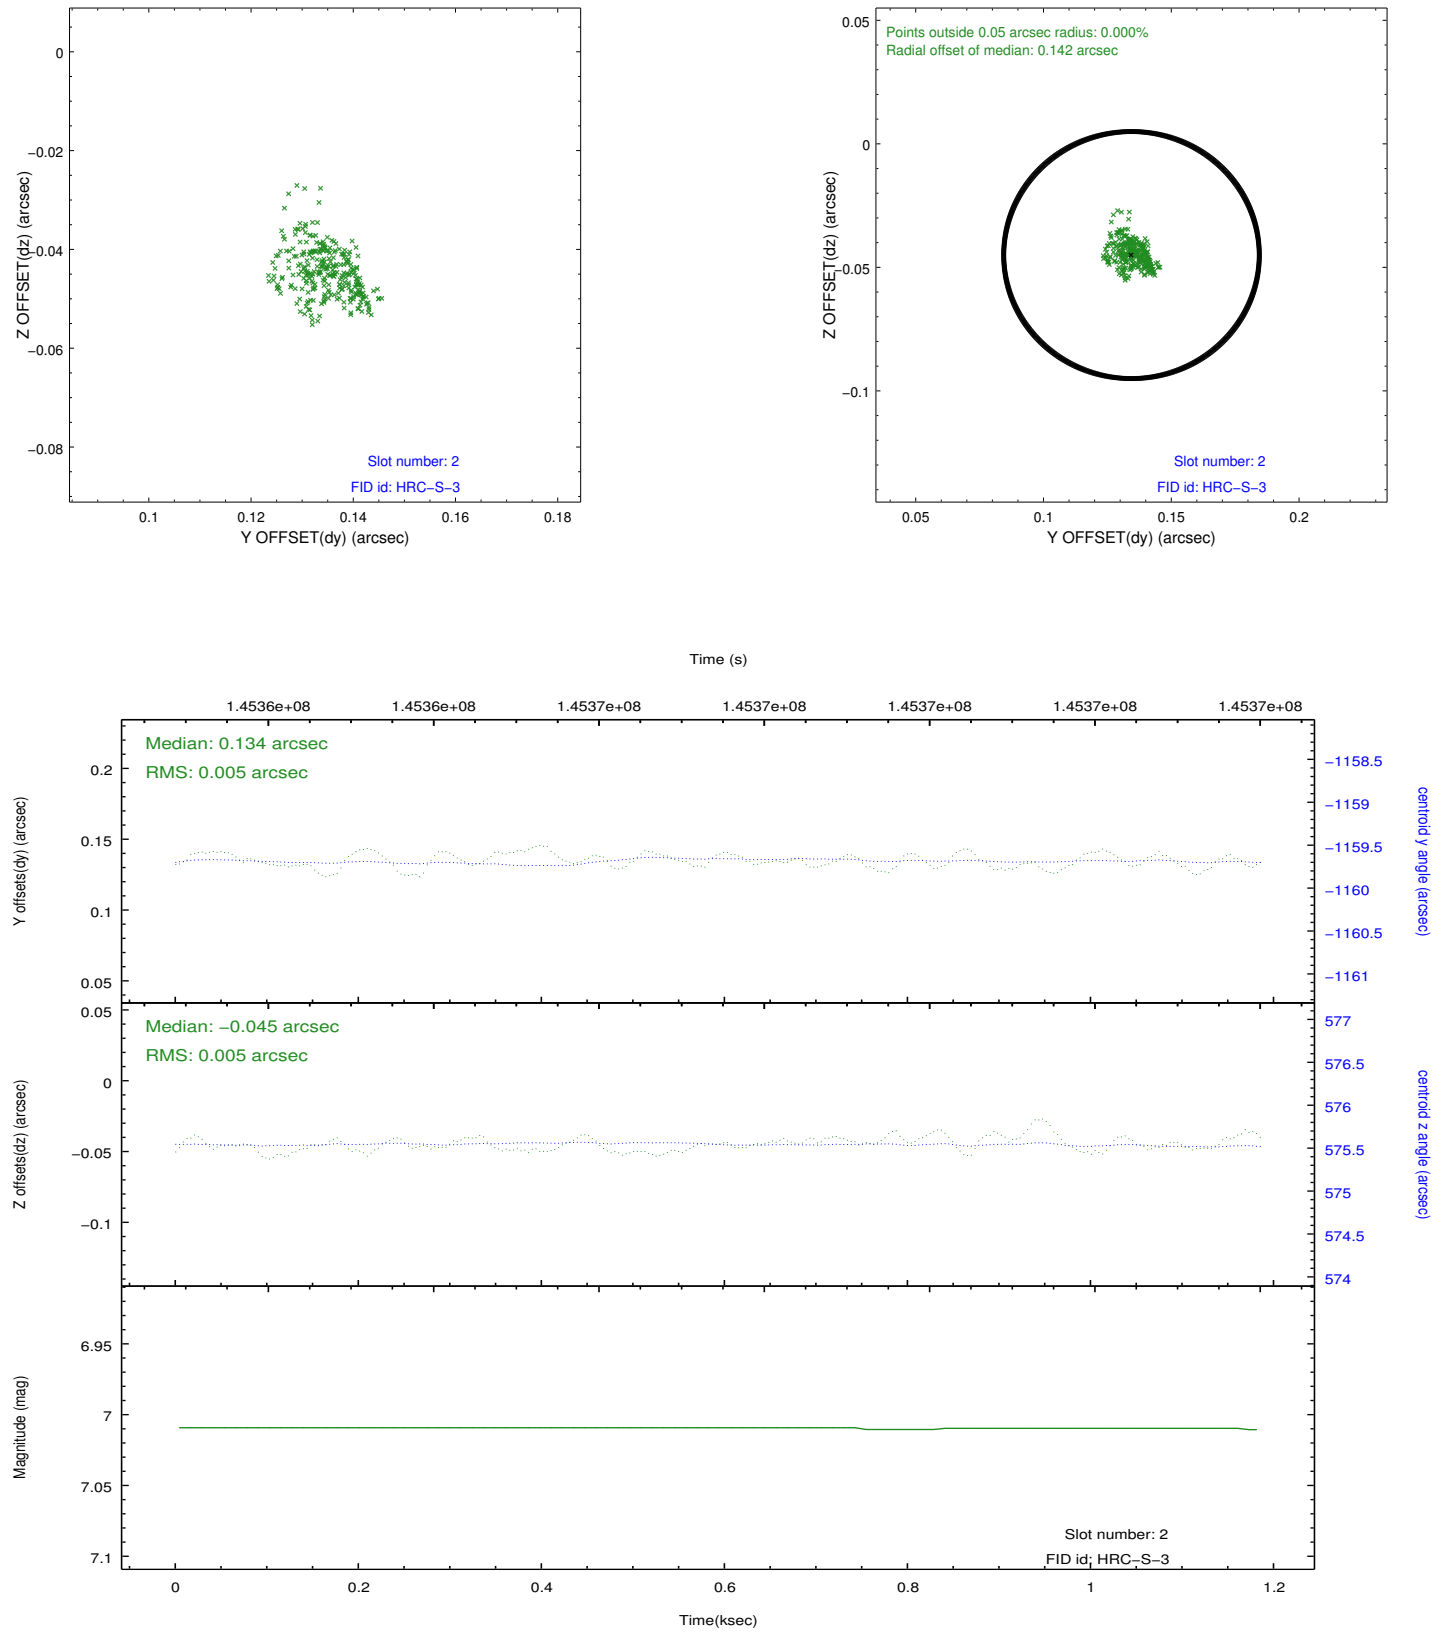 0
−0.02
−0.04
−0.06
−0.08
Z OFFSET(dz) (arcsec)
0.1
0.12
0.14
0.16
0.18
Y OFFSET(dy) (arcsec)
Slot number: 2
FID id: HRC−S−3
Points outside 0.05 arcsec radius: 0.000%
Radial offset of median: 0.142 arcsec
0.05
0
−0.05
−0.1
Z OFFSET(dz) (arcsec)
0.05
0.1
0.15
0.2
Y OFFSET(dy) (arcsec)
Slot number: 2
FID id: HRC−S−3
Time (s)
1.4536e+08
1.4536e+08
1.4537e+08
1.4537e+08
1.4537e+08
1.4537e+08
1.4537e+08
Median: 0.134 arcsec
RMS: 0.005 arcsec
0.2
0.15
0.1
0.05
Y offsets(dy) (arcsec)
−1158.5
−1159
−1159.5
−1160
−1160.5
−1161
centroid y angle (arcsec)
Median: −0.045 arcsec
RMS: 0.005 arcsec
0.05
0
−0.05
−0.1
Z offsets(dz) (arcsec)
577
576.5
576
575.5
575
574.5
574
centroid z angle (arcsec)
6.95
7
7.05
7.1
Magnitude (mag)
Slot number: 2
FID id: HRC−S−3
0
0.2
0.4
0.6
0.8
1
1.2
Time(ksec)